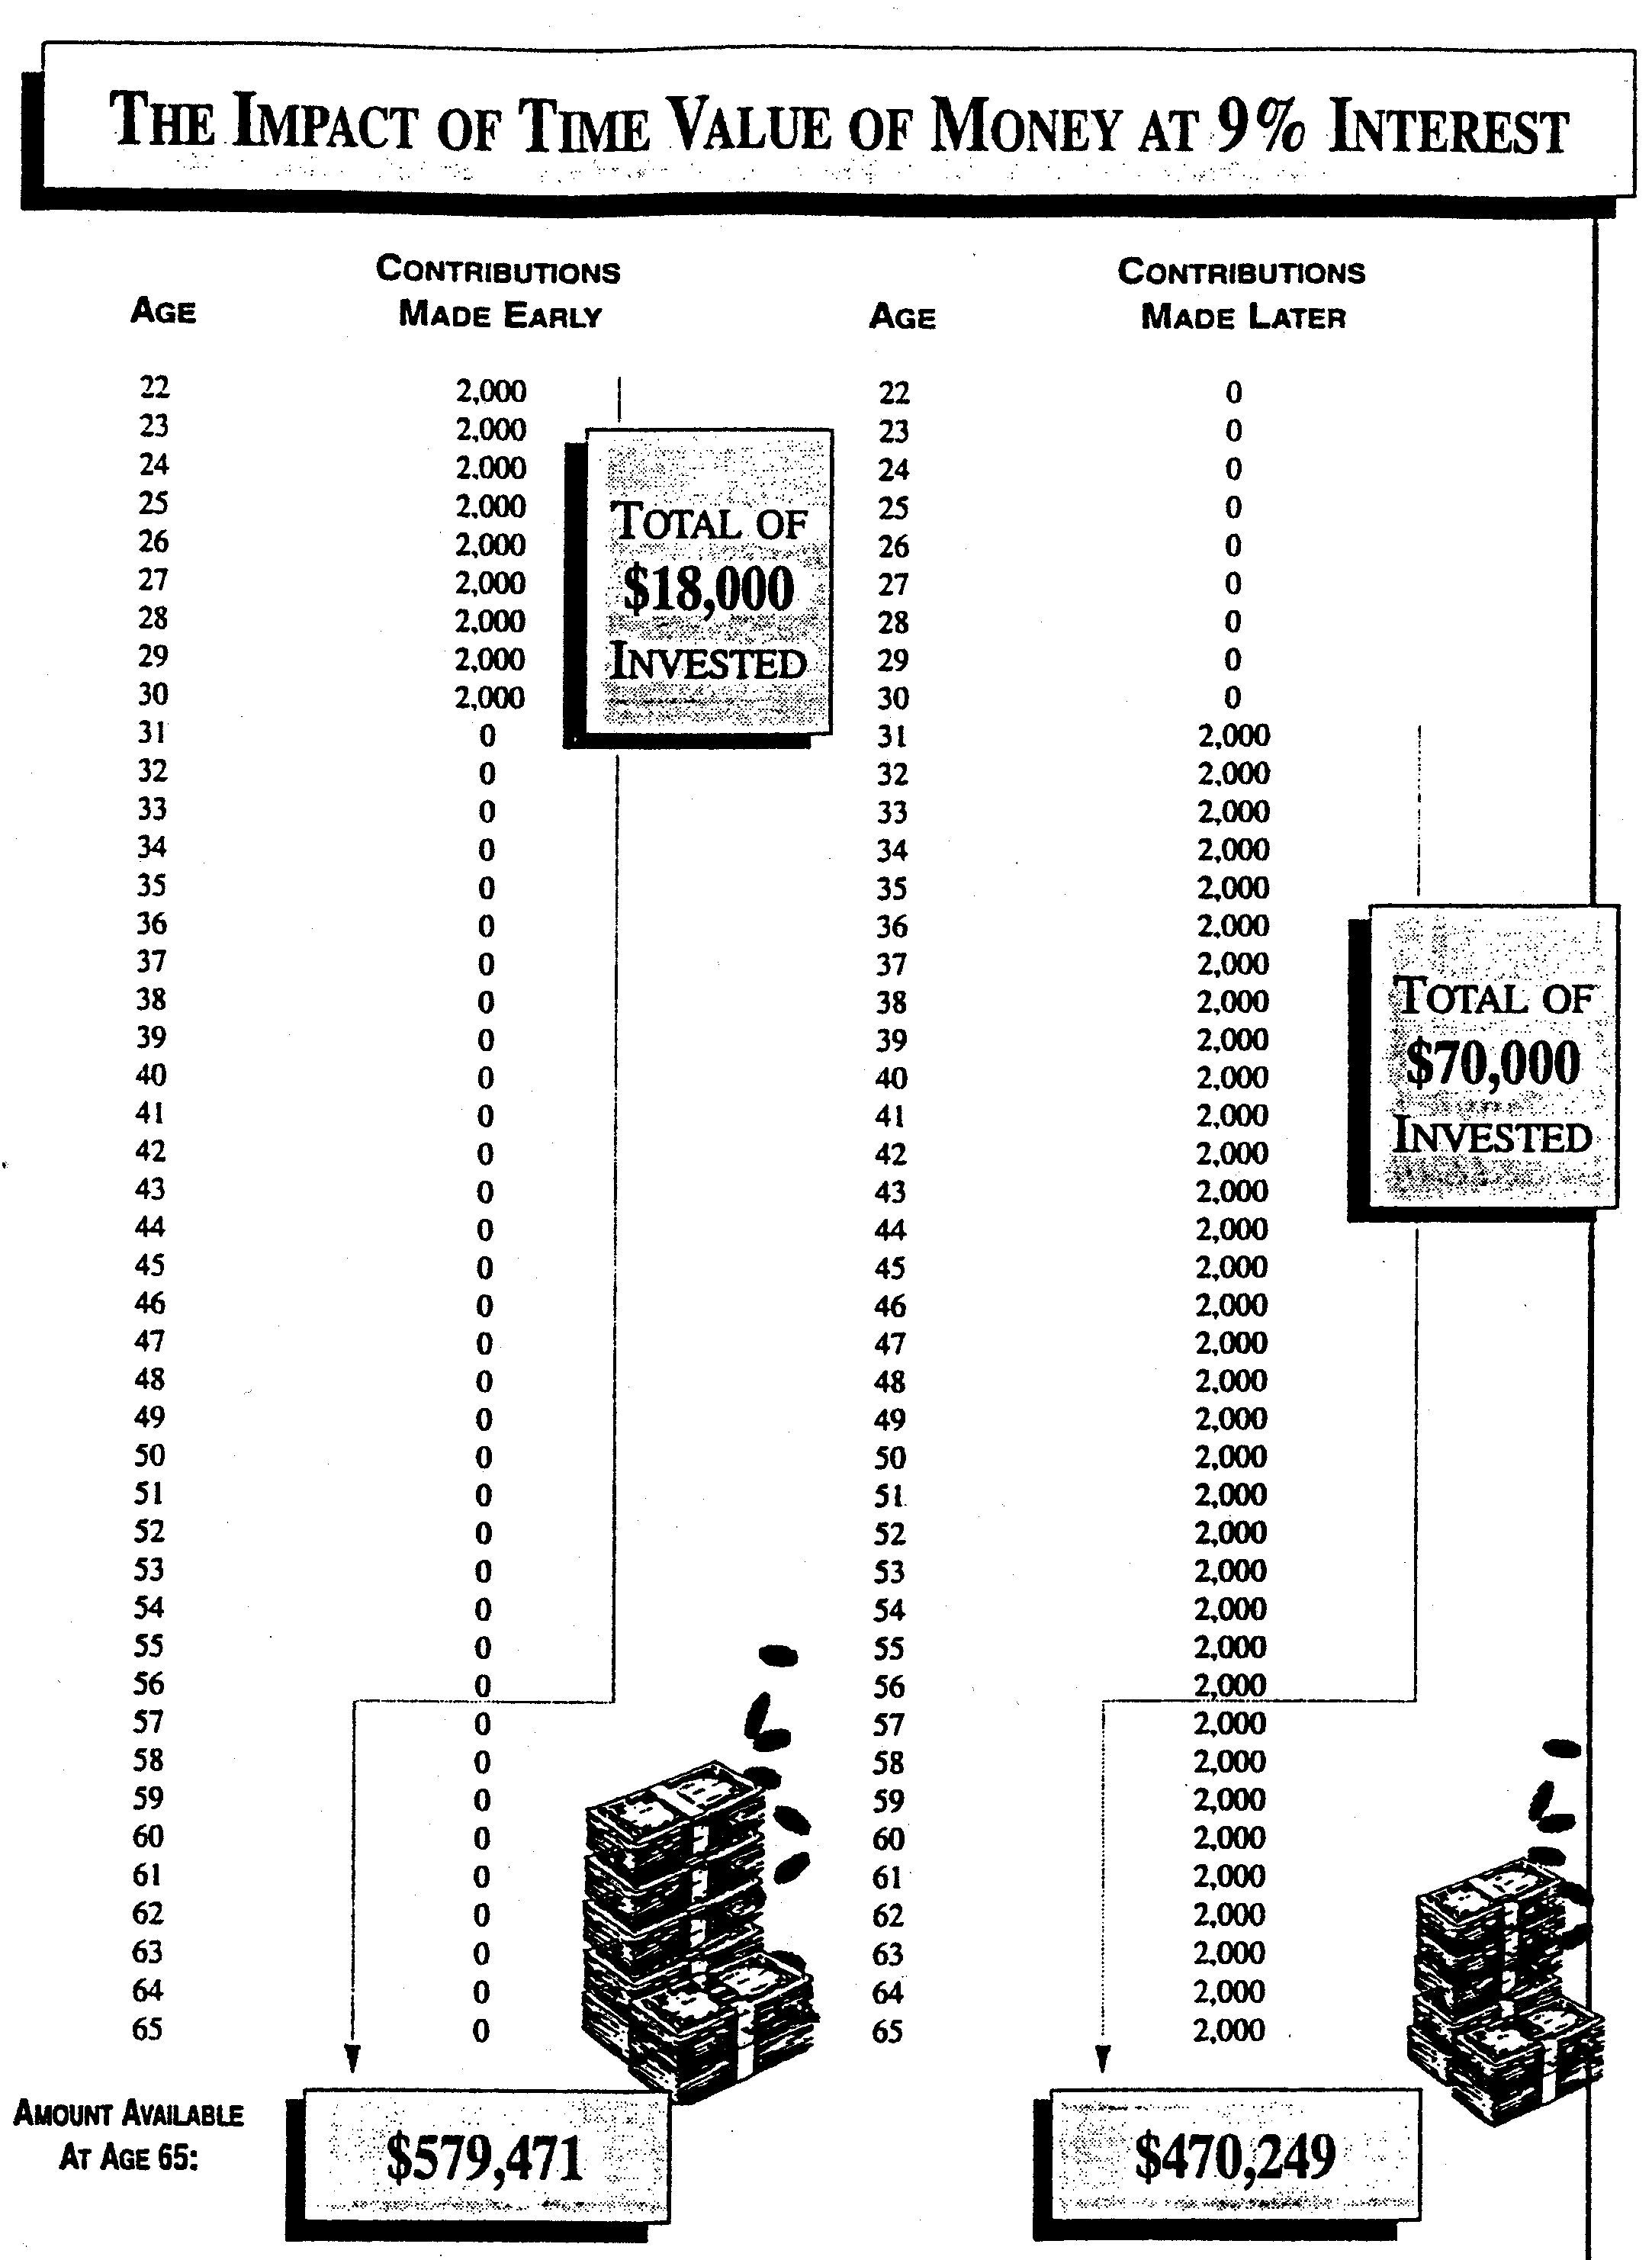 THE IMPACT OF TIME VALUE OF MONEY AT 9% INTEREST
AGE
CONTRIBUTIONS
MADE EARLY
AGE
CONTRIBUTIONS
MADE LATER
22 2,000 22 0
23 2,000 23 0
24 2,000 24 0
25 2,000 25 0
26 2,000 26 0
27 2,000 27 0
28 2,000 28 0
29 2,000 29 0
30 2,000 30 0
TOTAL OF
$18,000
INVESTED
31 0 31 2,000
32 0 32 2,000
33 0 33 2,000
34 0 34 2,000
35 0 35 2,000
36 0 36 2,000
37 0 37 2,000
38 0 38 2,000
39 0 39 2,000
40 0 40 2,000
41 0 41 2,000
42 0 42 2,000
43 0 43 2,000
44 0 44 2,000
45 0 45 2,000
46 0 46 2,000
47 0 47 2,000
48 0 48 2,000
49 0 49 2,000
50 0 50 2,000
51 0 51 2,000
52 0 52 2,000
53 0 53 2,000
54 0 54 2,000
55 0 55 2,000
56 0 56 2,000
57 0 57 2,000
58 0 58 2,000
59 0 59 2,000
60 0 60 2,000
61 0 61 2,000
62 0 62 2,000
63 0 63 2,000
64 0 64 2,000
65 0 65 2,000
TOTAL OF
$70,000
INVESTED
AMOUNT AVAILABLE
AT AGE 65:
$579,471
$470,249